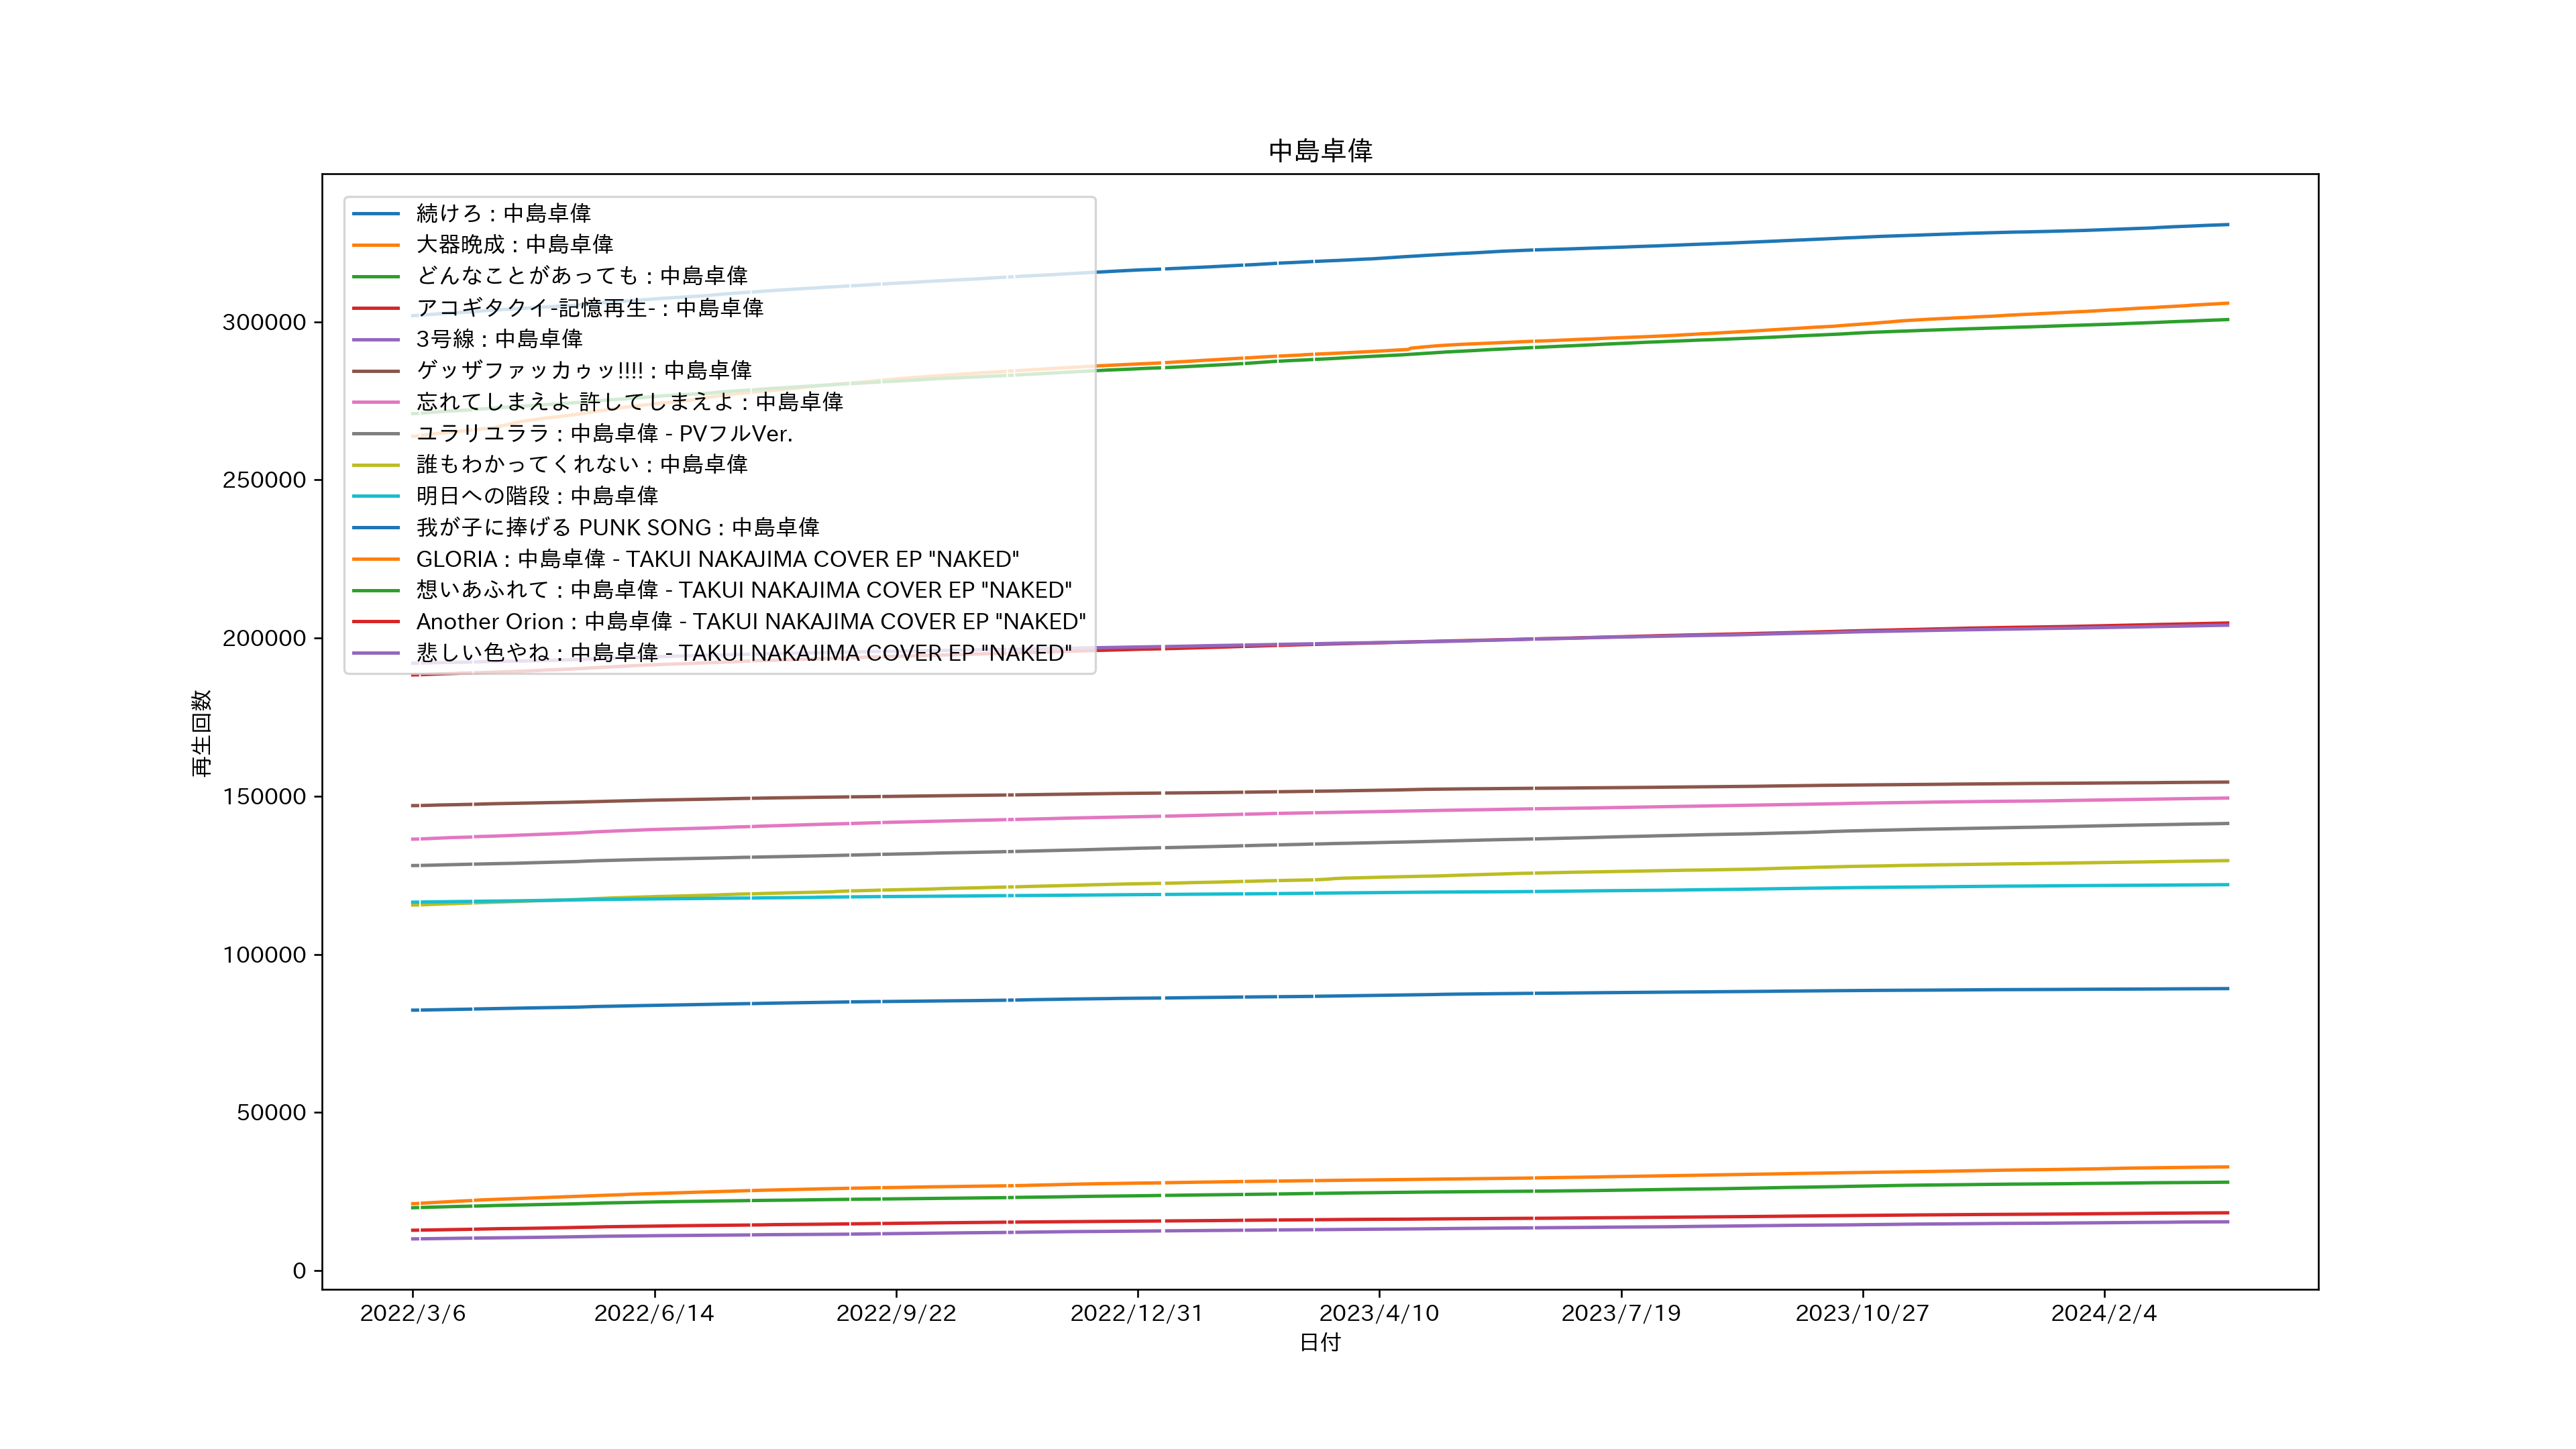 中島卓偉
続けろ : 中島卓偉
大器晩成 : 中島卓偉
どんなことがあっても : 中島卓偉
アコギタクイ-記憶再生- : 中島卓偉
3号線 : 中島卓偉
ゲッザファッカゥッ!!!! : 中島卓偉
忘れてしまえよ 許してしまえよ : 中島卓偉
ユラリユララ : 中島卓偉 - PVフルVer.
誰もわかってくれない : 中島卓偉
明日への階段 : 中島卓偉
我が子に捧げる PUNK SONG : 中島卓偉
GLORIA : 中島卓偉 - TAKUI NAKAJIMA COVER EP "NAKED"
想いあふれて : 中島卓偉 - TAKUI NAKAJIMA COVER EP "NAKED"
Another Orion : 中島卓偉 - TAKUI NAKAJIMA COVER EP "NAKED"
悲しい色やね : 中島卓偉 - TAKUI NAKAJIMA COVER EP "NAKED"
再生回数
300000
250000
200000
150000
100000
50000
0
2022/3/6
2022/6/14
2022/9/22
2022/12/31
2023/4/10
2023/7/19
2023/10/27
2024/2/4
日付